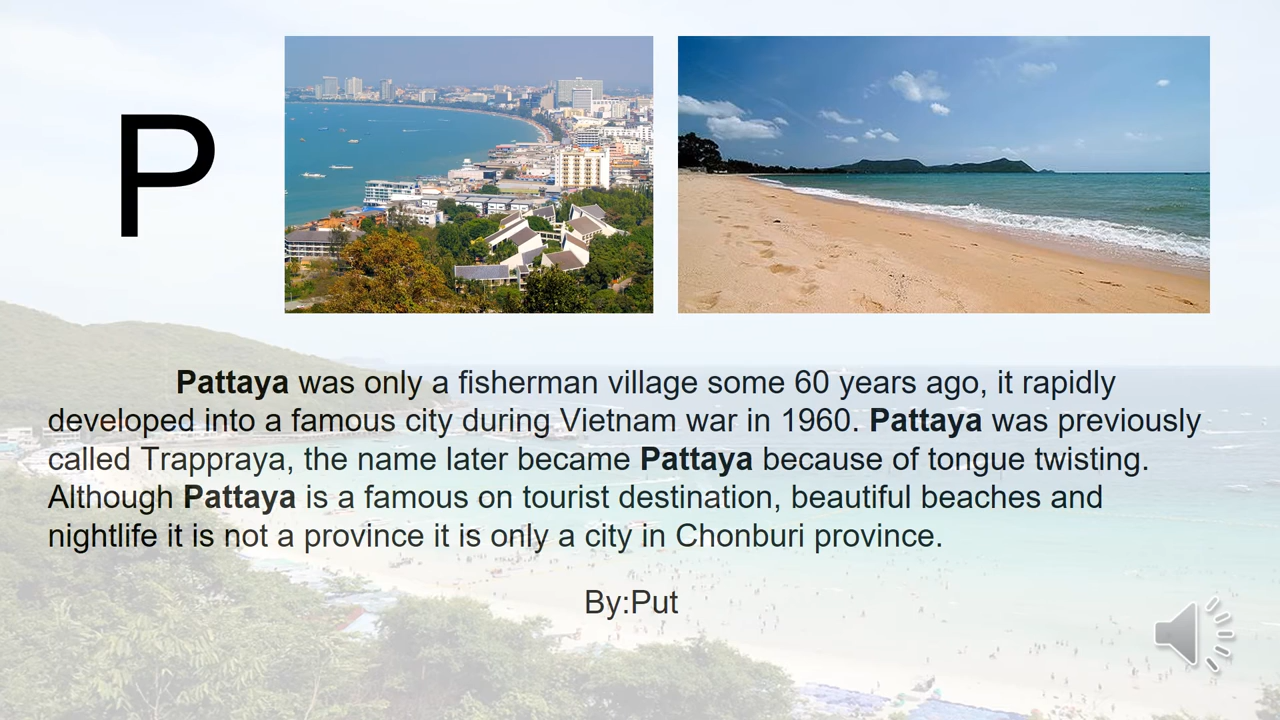 P
Pattaya was only a fisherman village some 60 years ago, it rapidly
developed into a famous city during Vietnam war in 1960. Pattaya was previously
called Trappraya, the name later became Pattaya because of tongue twisting.
Although Pattaya is a famous on tourist destination, beautiful beaches and
nightlife it is not a province it is only a city in Chonburi province.
By:Put